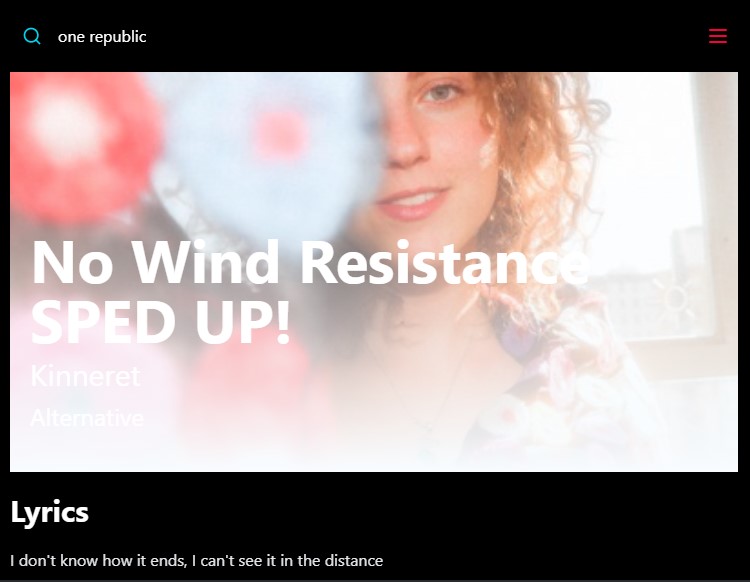 one republic
No Wind Resistance
SPED UP!
Kinneret
Alternative
Lyrics
I don't know how it ends, I can't see it in the distance